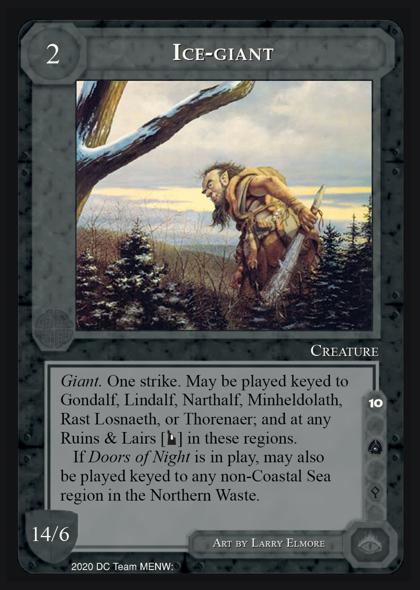 2
Ice-giant
Creature
Giant. One strike. May be played keyed to
Gondalf, Lindalf, Narthalf, Minheldolath,
Rast Losnaeth, or Thorenaer; and at any
Ruins & Lairs [] in these regions.
If Doors of Night is in play, may also
be played keyed to any non-Coastal Sea
region in the Northern Waste.
10
14/6
Art by Larry Elmore
2020 DC Team MENW: